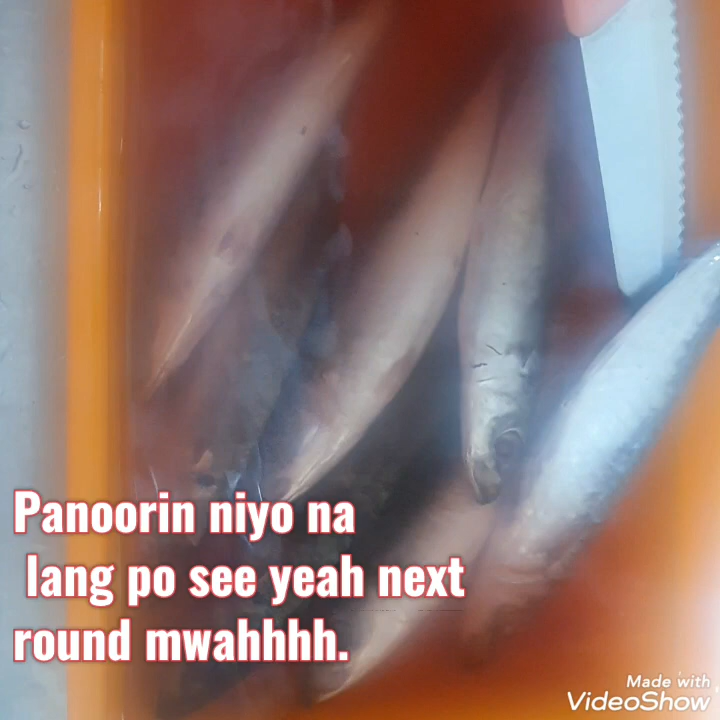 Panoorin niyo na
lang po see yeah next
round mwahhhh.
Made with
VideoShow